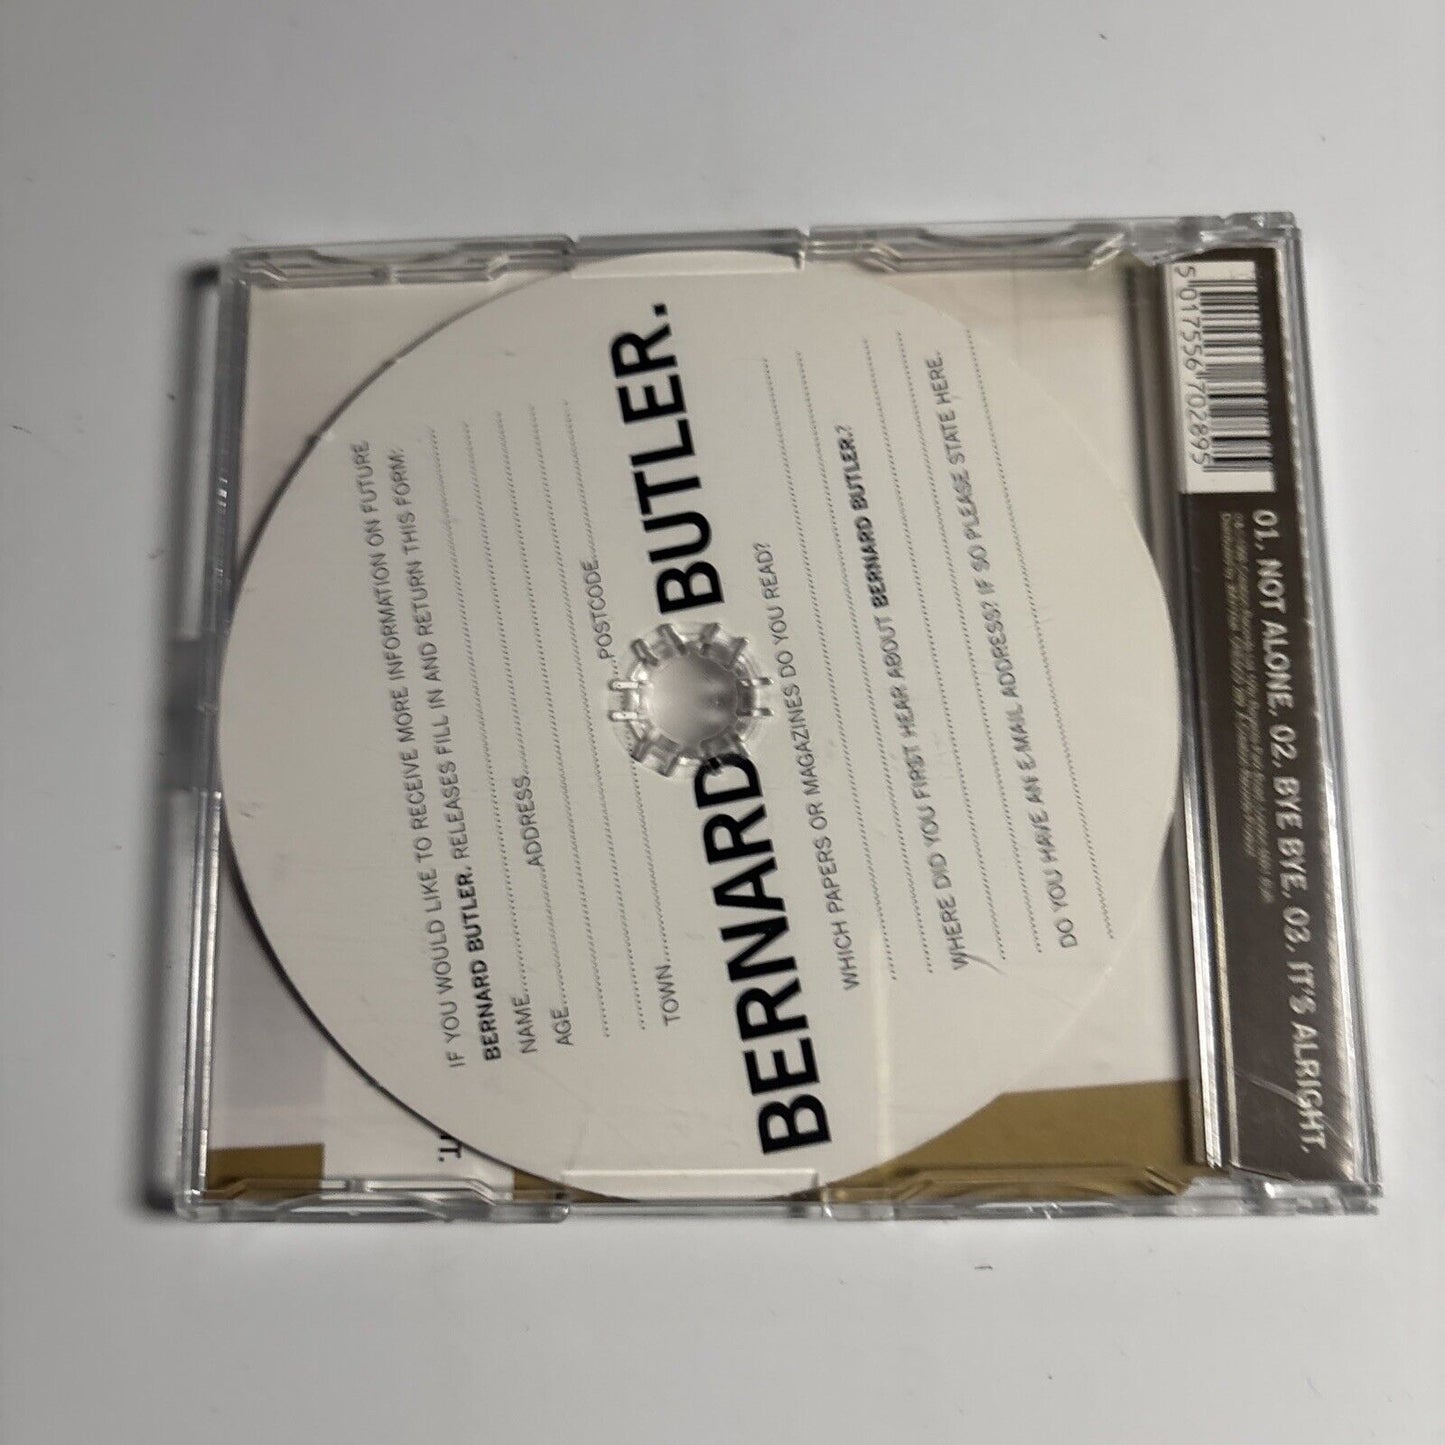 IF YOU WOULD LIKE TO RECEIVE MORE INFORMATION ON FUTURE
BERNARD BUTLER. RELEASES FILL IN AND RETURN THIS FORM:
NAME
AGE ADDRESS
TOWN POSTCODE
BERNARD BUTLER.
WHICH PAPERS OR MAGAZINES DO YOU READ?
WHERE DID YOU FIRST HEAR ABOUT BERNARD BUTLER.?
DO YOU HAVE AN E-MAIL ADDRESS? IF SO PLEASE STATE HERE.
T.
5 017556 702895
01. NOT ALONE. 02. BYE BYE. 03. IT'S ALRIGHT.